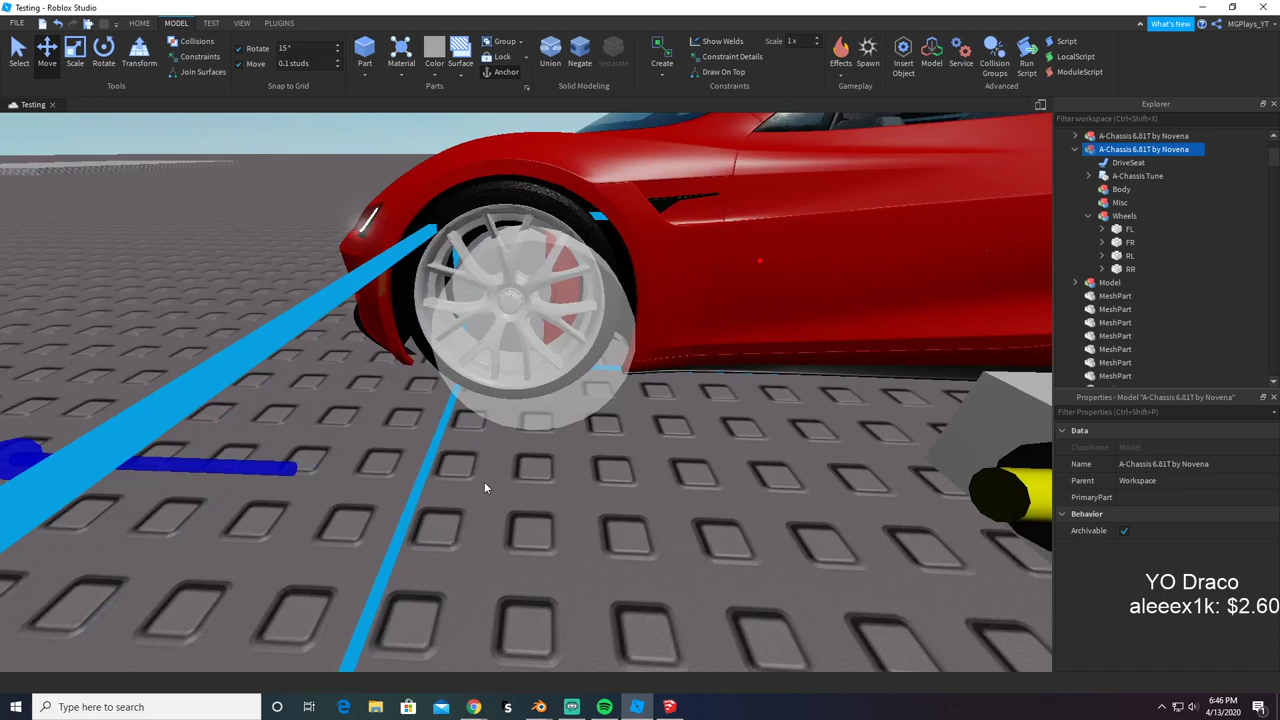 Testing - Roblox Studio
FILE HOME MODEL TEST VIEW PLUGINS What's New MGPlays_YT
Select Move Scale Rotate Transform
Collisions
Constraints
Join Surfaces
Tools
Rotate 15°
Move 0.1 studs
Snap to Grid
Part Material Color Surface
Group
Lock
Anchor
Parts
Union Negate Separate
Solid Modeling
Create
Show Welds Scale 1 x
Constraint Details
Draw On Top
Constraints
Effects Spawn
Gameplay
Insert Object Model Service Collision Groups Run Script
Script
LocalScript
ModuleScript
Advanced
Testing
Explorer
Filter workspace (Ctrl+Shift+X)
A-Chassis 6.81T by Novena
A-Chassis 6.81T by Novena
DriveSeat
A-Chassis Tune
Body
Misc
Wheels
FL
FR
RL
RR
Model
MeshPart
MeshPart
MeshPart
MeshPart
MeshPart
MeshPart
MeshPart
Properties - Model "A-Chassis 6.81T by Novena"
Filter Properties (Ctrl+Shift+P)
Data
ClassName Model
Name A-Chassis 6.81T by Novena
Parent Workspace
PrimaryPart
Behavior
Archivable
YO Draco
aleeex1k: $2.60
Type here to search
6:46 PM
4/13/2020